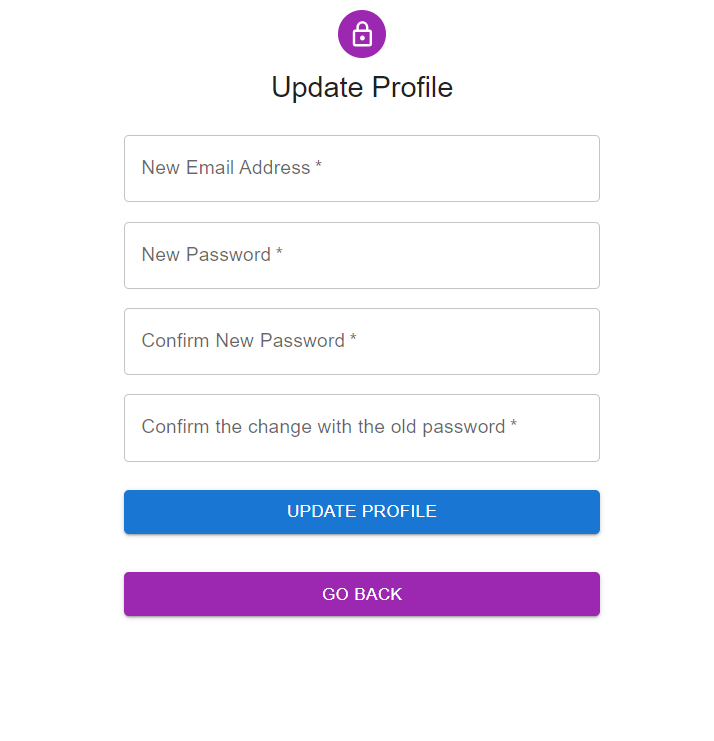 Update Profile
New Email Address *
New Password *
Confirm New Password *
Confirm the change with the old password *
UPDATE PROFILE
GO BACK